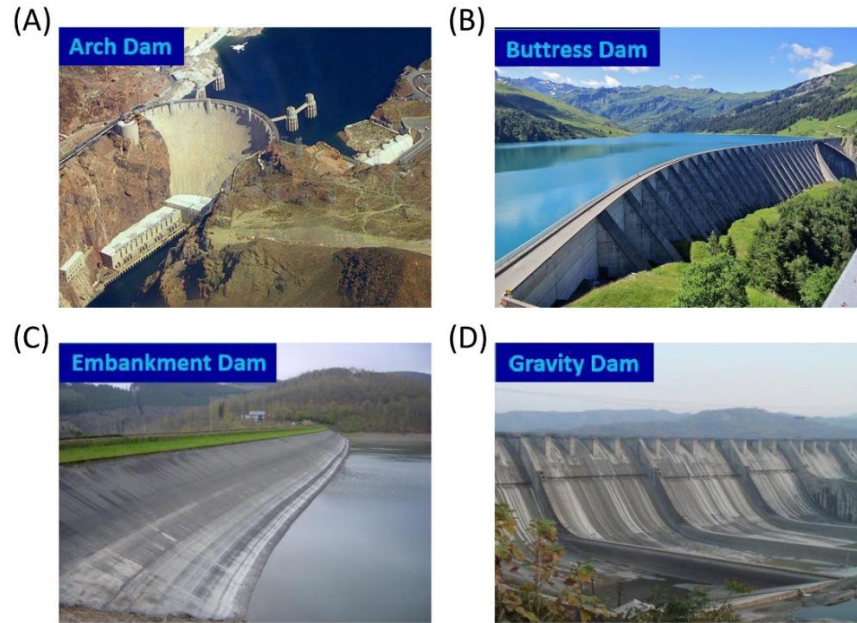 (A)
Arch Dam
(B)
Buttress Dam
(C)
Embankment Dam
(D)
Gravity Dam